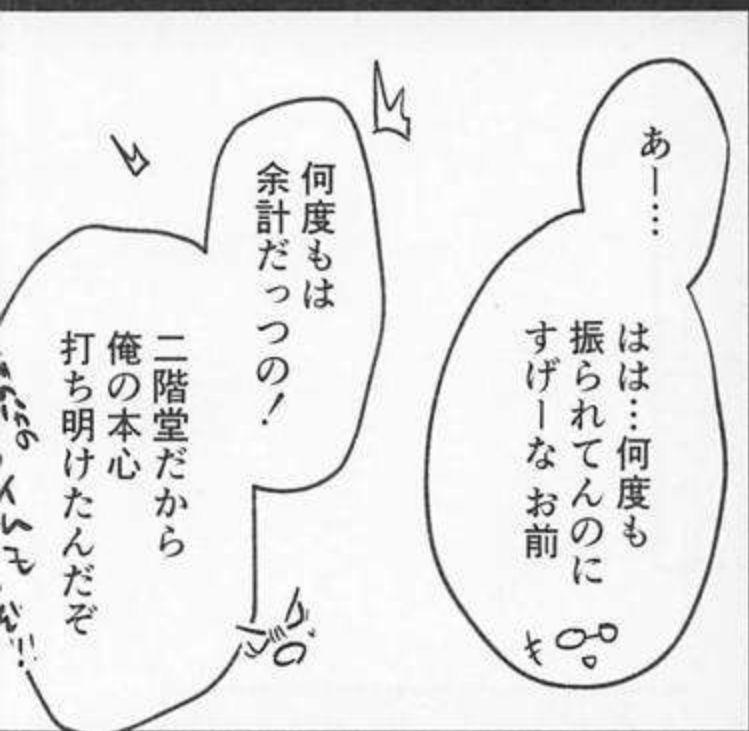 あー…
はは…何度も
振られてんのに
すげーな お前
何度もは
余計だっつの!
二階堂だから
俺の本心
打ち明けたんだぞ